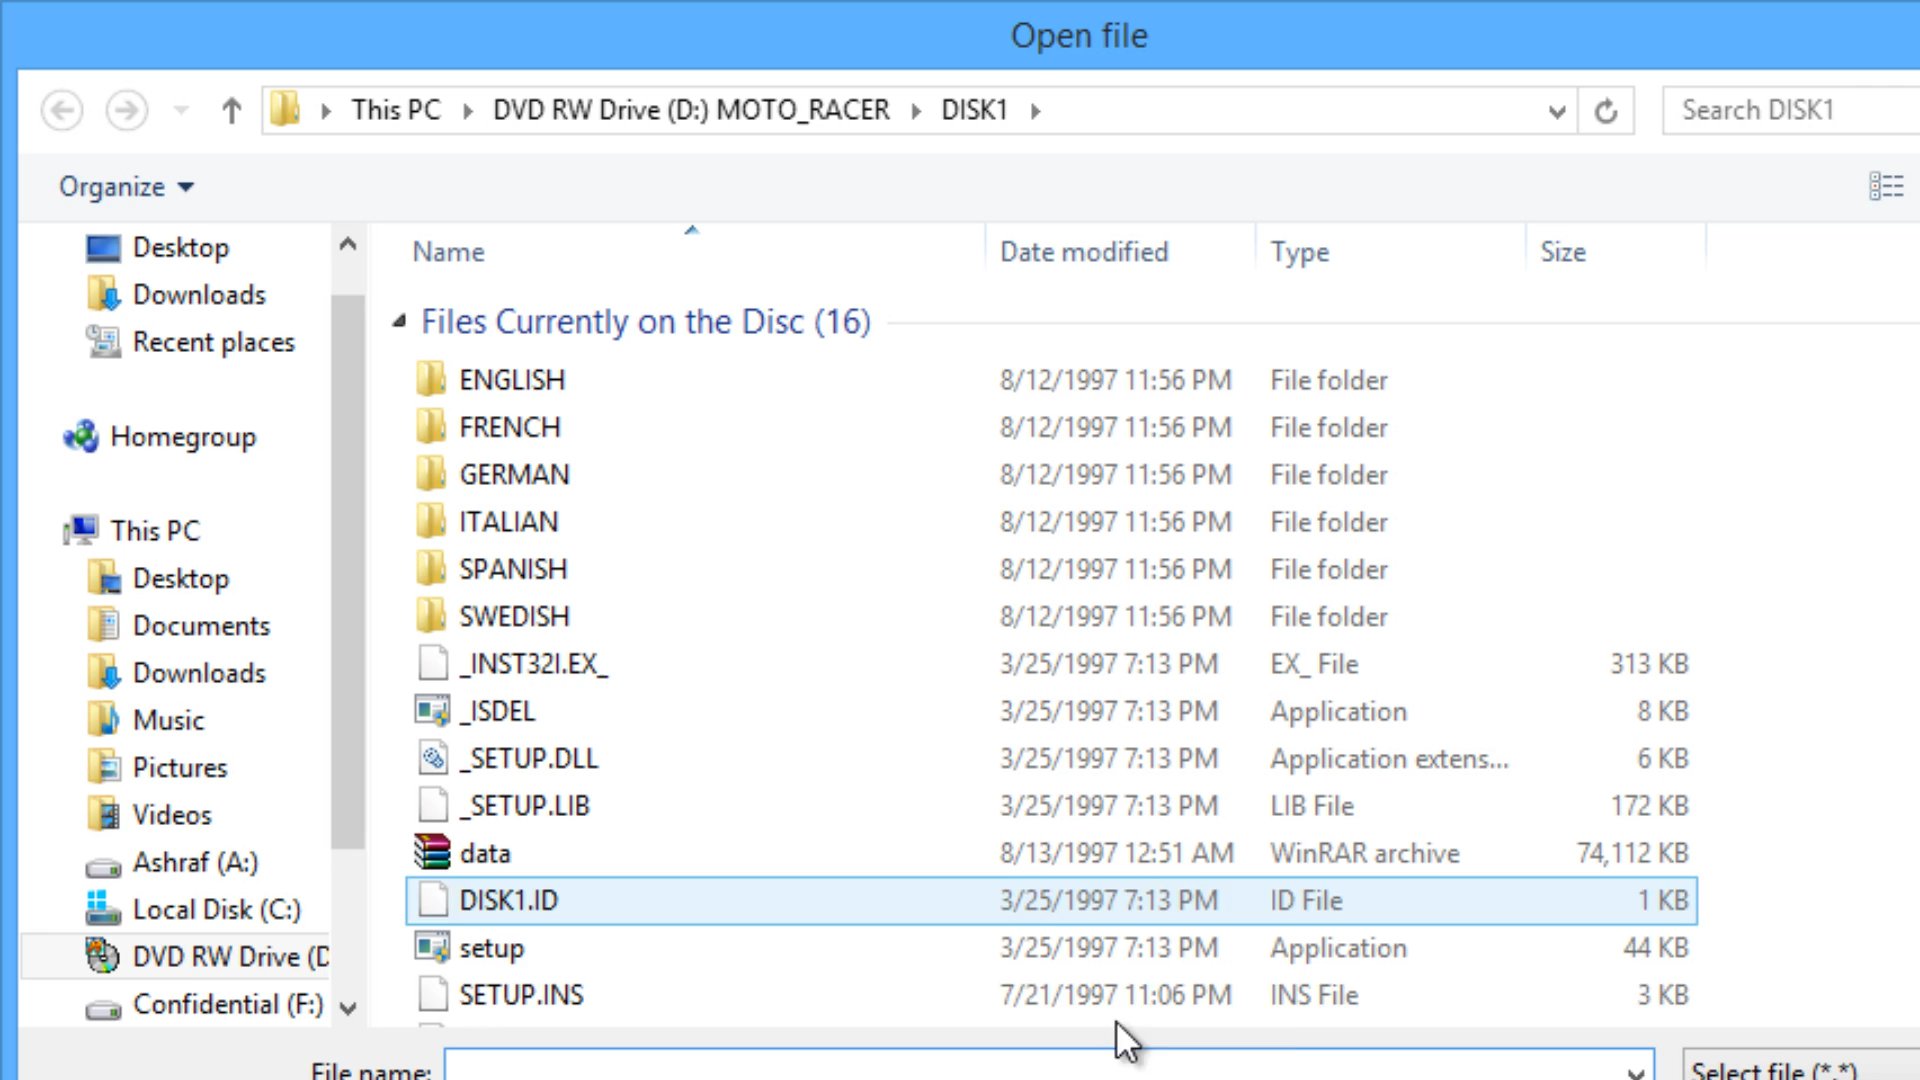 Open file
This PC DVD RW Drive (D:) MOTO_RACER DISK1 Search DISK1
Organize
Desktop
Downloads
Recent places
Homegroup
This PC
Desktop
Documents
Downloads
Music
Pictures
Videos
Ashraf (A:)
Local Disk (C:)
DVD RW Drive (D
Confidential (F:)
Name Date modified Type Size
Files Currently on the Disc (16)
ENGLISH 8/12/1997 11:56 PM File folder
FRENCH 8/12/1997 11:56 PM File folder
GERMAN 8/12/1997 11:56 PM File folder
ITALIAN 8/12/1997 11:56 PM File folder
SPANISH 8/12/1997 11:56 PM File folder
SWEDISH 8/12/1997 11:56 PM File folder
_INST32I.EX_ 3/25/1997 7:13 PM EX_ File 313 KB
_ISDEL 3/25/1997 7:13 PM Application 8 KB
_SETUP.DLL 3/25/1997 7:13 PM Application extens... 6 KB
_SETUP.LIB 3/25/1997 7:13 PM LIB File 172 KB
data 8/13/1997 12:51 AM WinRAR archive 74,112 KB
DISK1.ID 3/25/1997 7:13 PM ID File 1 KB
setup 3/25/1997 7:13 PM Application 44 KB
SETUP.INS 7/21/1997 11:06 PM INS File 3 KB
File name: Select file (*.*)